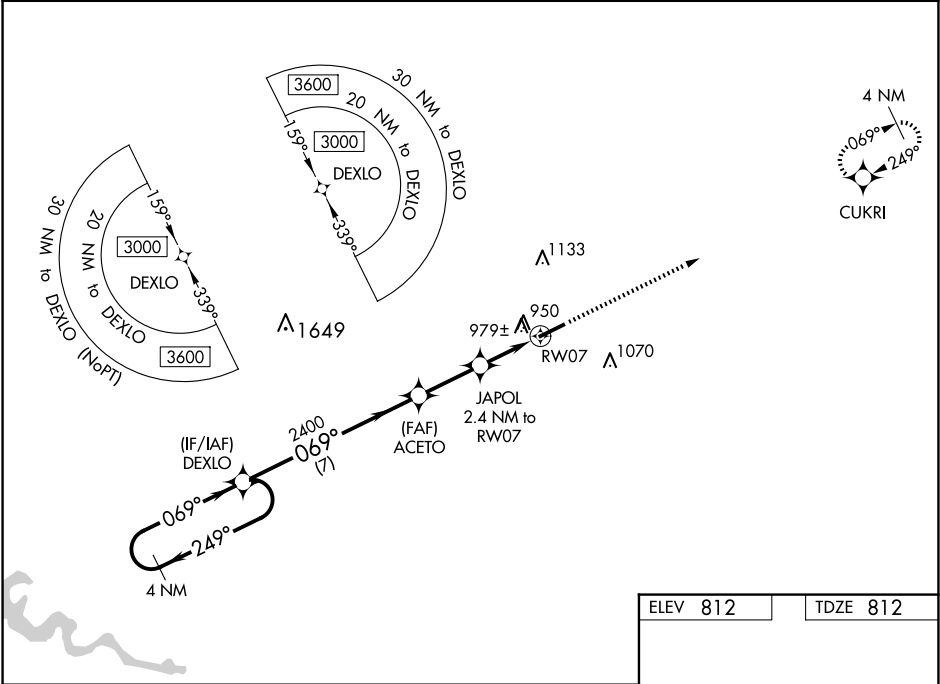 3600
30 NM to DEXLO
20 NM to DEXLO
159°
3000
DEXLO
339°
4 NM
069°
249°
CUKRI
159°
30 NM to DEXLO (NoPT)
20 NM to DEXLO
3000
DEXLO
339°
3600
1133
1649
950
979±
RW07
1070
JAPOL
2.4 NM to
RW07
(FAF)
ACETO
2400
069°
(7)
(IF/IAF)
DEXLO
069°
249°
4 NM
ELEV 812
TDZE 812